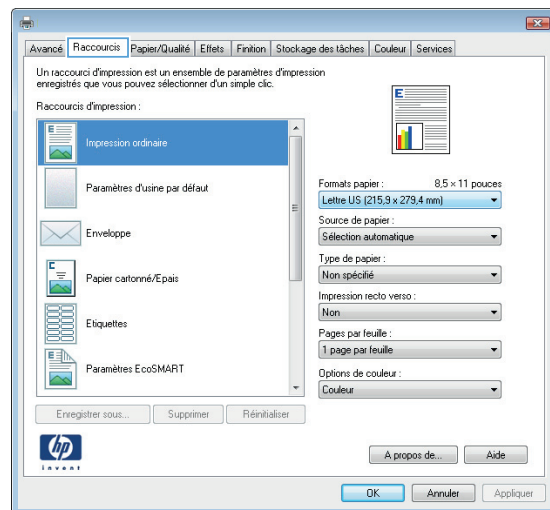 Avancé Raccourcis Papier/Qualité Effets Finition Stockage des tâches Couleur Services
Un raccourci d'impression est un ensemble de paramètres d'impression
enregistrés que vous pouvez sélectionner d'un simple clic.
Raccourcis d'impression :
Impression ordinaire
Paramètres d'usine par défaut
Enveloppe
Papier cartonné/Epais
Etiquettes
Paramètres EcoSMART
Enregistrer sous... Supprimer Réinitialiser
E
Formats papier : 8,5 × 11 pouces
Lettre US (215,9 x 279,4 mm)
Source de papier :
Sélection automatique
Type de papier :
Non spécifié
Impression recto verso :
Non
Pages par feuille :
1 page par feuille
Options de couleur :
Couleur
hp
invent
A propos de... Aide
OK Annuler Appliquer